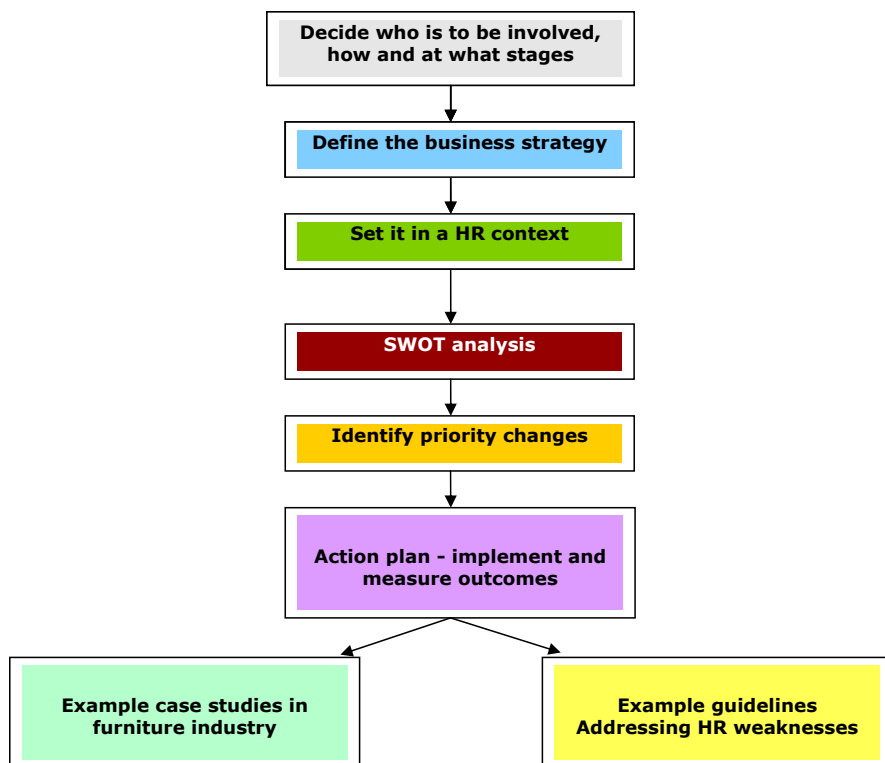 Decide who is to be involved,
how and at what stages
Define the business strategy
Set it in a HR context
SWOT analysis
Identify priority changes
Action plan - implement and
measure outcomes
Example case studies in
furniture industry
Example guidelines
Addressing HR weaknesses